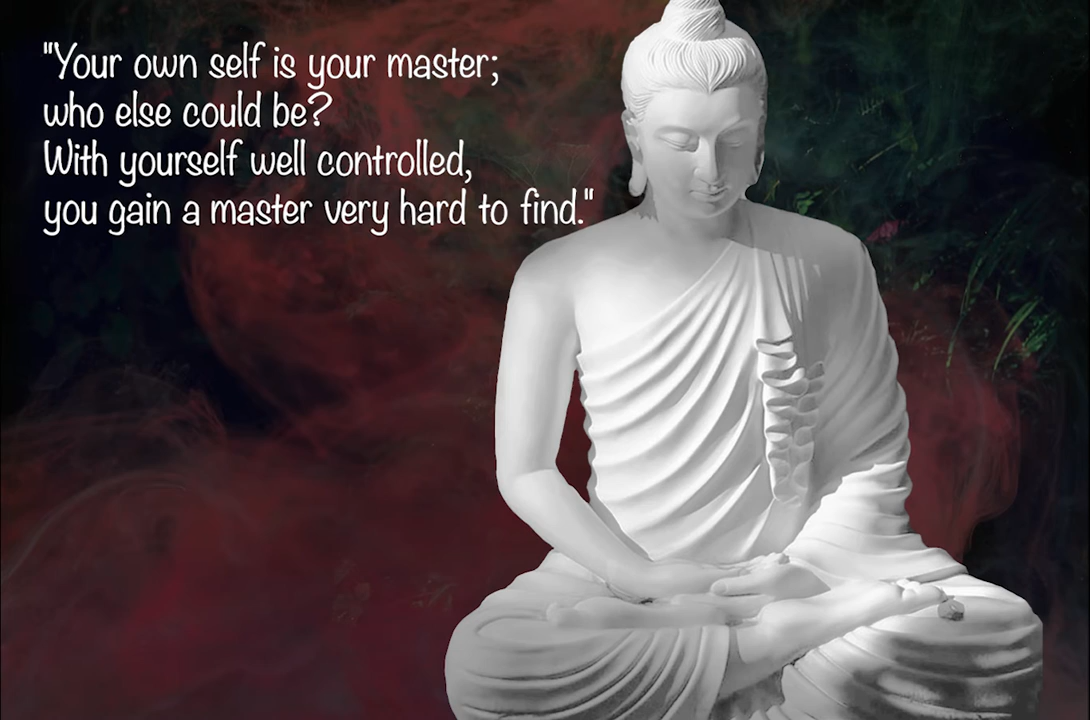 "Your own self is your master;
who else could be?
With yourself well controlled,
you gain a master very hard to find."